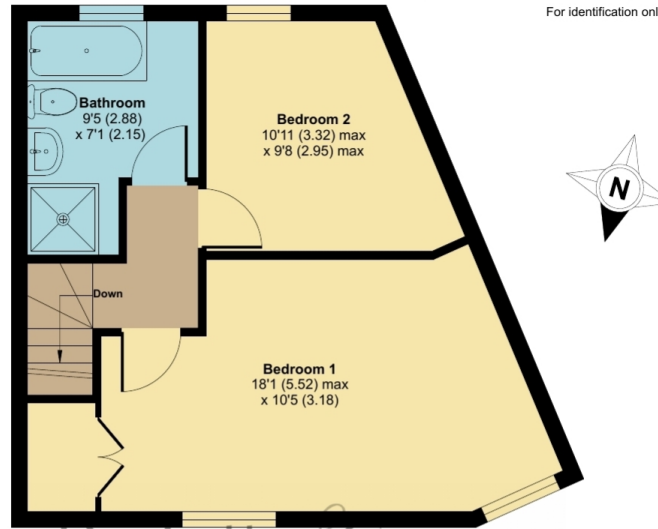 For identification onl
Bathroom
9'5 (2.88)
x 7'1 (2.15)
Bedroom 2
10'11 (3.32) max
x 9'8 (2.95) max
N
Down
Bedroom 1
18'1 (5.52) max
x 10'5 (3.18)